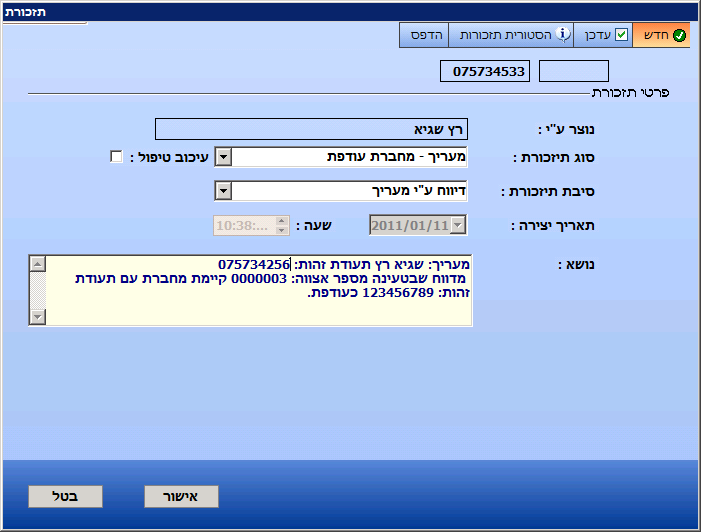 תזכורת
חדש
עדכן
הסטורית תזכורות
הדפס
075734533
פרטי תזכורת
נוצר ע"י :
רץ שגיא
סוג תיזכורת :
מעריך - מחברת עודפת
עיכוב טיפול :
סיבת תיזכורת :
דיווח ע"י מעריך
תאריך יצירה :
2011/01/11
שעה :
10:38:...
נושא :
מעריך: שגיא רץ תעודת זהות: 075734256
מדווח שבטעינה מספר אצווה: 0000003 קיימת מחברת עם תעודת
זהות: 123456789 כעודפת.
אישור
בטל